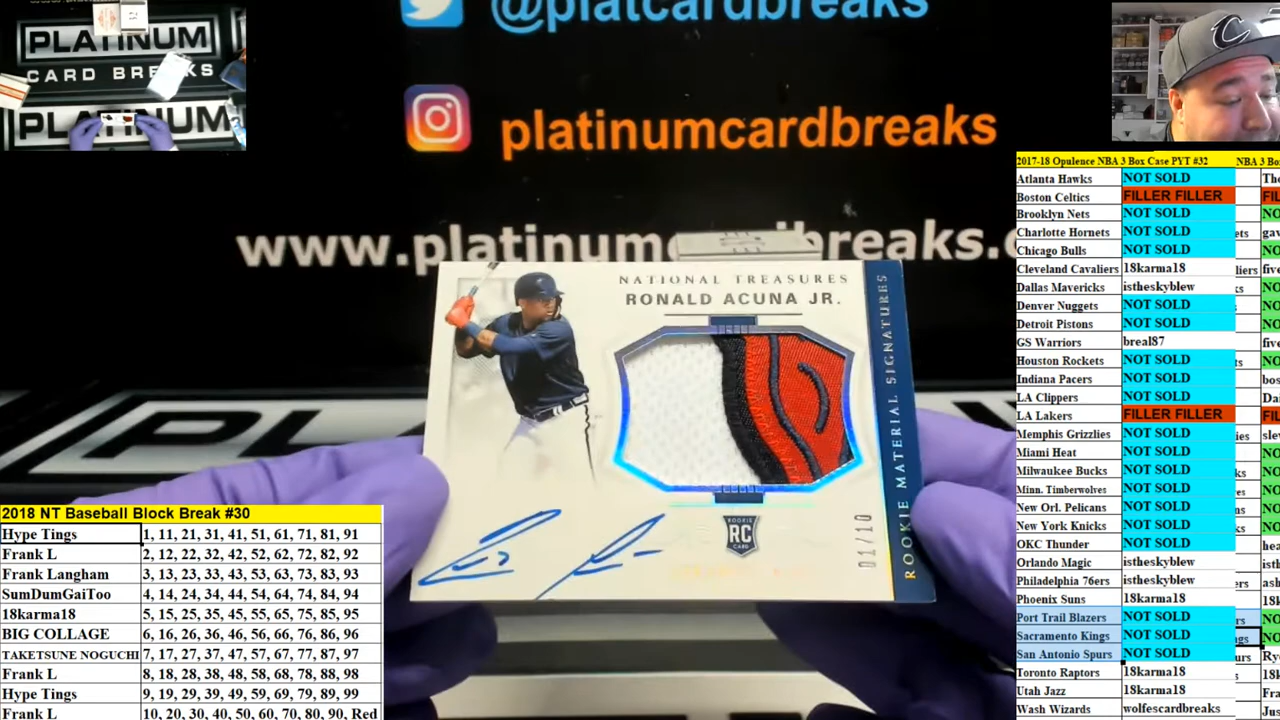 PLATINUM
CARD BREAKS
PLATINUM
@platcardbreaks
platinumcardbreaks
www.platinumcardbreaks.c
NATIONAL TREASURES
RONALD ACUNA JR.
ROOKIE MATERIAL SIGNATURES
ROOKIE
RC
CARD
01/10
2018 NT Baseball Block Break #30
Hype Tings 1, 11, 21, 31, 41, 51, 61, 71, 81, 91
Frank L 2, 12, 22, 32, 42, 52, 62, 72, 82, 92
Frank Langham 3, 13, 23, 33, 43, 53, 63, 73, 83, 93
SumDumGaiToo 4, 14, 24, 34, 44, 54, 64, 74, 84, 94
18karma18 5, 15, 25, 35, 45, 55, 65, 75, 85, 95
BIG COLLAGE 6, 16, 26, 36, 46, 56, 66, 76, 86, 96
TAKETSUNE NOGUCHI 7, 17, 27, 37, 47, 57, 67, 77, 87, 97
Frank L 8, 18, 28, 38, 48, 58, 68, 78, 88, 98
Hype Tings 9, 19, 29, 39, 49, 59, 69, 79, 89, 99
Frank L 10, 20, 30, 40, 50, 60, 70, 80, 90, Red
2017-18 Opulence NBA 3 Box Case PYT #32 NBA 3 Bo
Atlanta Hawks NOT SOLD
Boston Celtics FILLER FILLER
Brooklyn Nets NOT SOLD
Charlotte Hornets NOT SOLD
Chicago Bulls NOT SOLD
Cleveland Cavaliers 18karma18
Dallas Mavericks istheskyblew
Denver Nuggets NOT SOLD
Detroit Pistons NOT SOLD
GS Warriors breal87
Houston Rockets NOT SOLD
Indiana Pacers NOT SOLD
LA Clippers NOT SOLD
LA Lakers FILLER FILLER
Memphis Grizzlies NOT SOLD
Miami Heat NOT SOLD
Milwaukee Bucks NOT SOLD
Minn. Timberwolves NOT SOLD
New Orl. Pelicans NOT SOLD
New York Knicks NOT SOLD
OKC Thunder NOT SOLD
Orlando Magic istheskyblew
Philadelphia 76ers istheskyblew
Phoenix Suns 18karma18
Port Trail Blazers NOT SOLD
Sacramento Kings NOT SOLD
San Antonio Spurs NOT SOLD
Toronto Raptors 18karma18
Utah Jazz 18karma18
Wash Wizards wolfescardbreaks